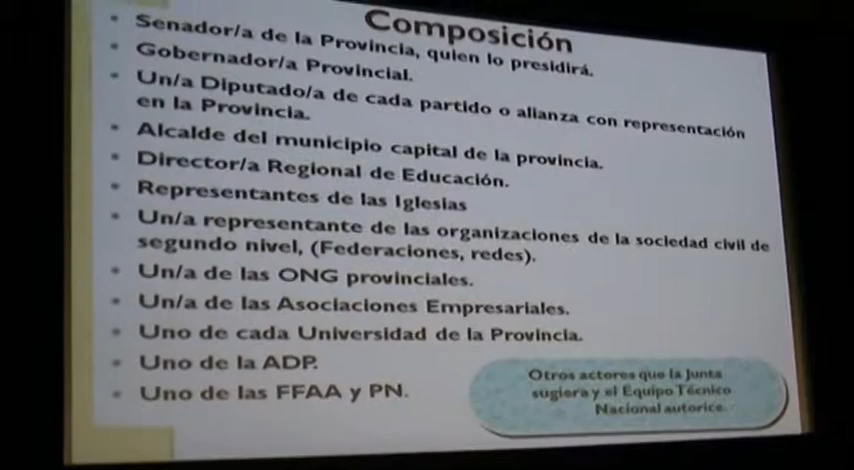 Composición
• Senador/a de la Provincia, quien lo presidirá.
• Gobernador/a Provincial.
• Un/a Diputado/a de cada partido o alianza con representación
en la Provincia.
• Alcalde del municipio capital de la provincia.
• Director/a Regional de Educación.
• Representantes de las Iglesias
• Un/a representante de las organizaciones de la sociedad civil de
segundo nivel, (Federaciones, redes).
• Un/a de las ONG provinciales.
• Un/a de las Asociaciones Empresariales.
• Uno de cada Universidad de la Provincia.
• Uno de la ADP.
• Uno de las FFAA y PN.
Otros actores que la Junta
sugiera y el Equipo Técnico
Nacional autorice.